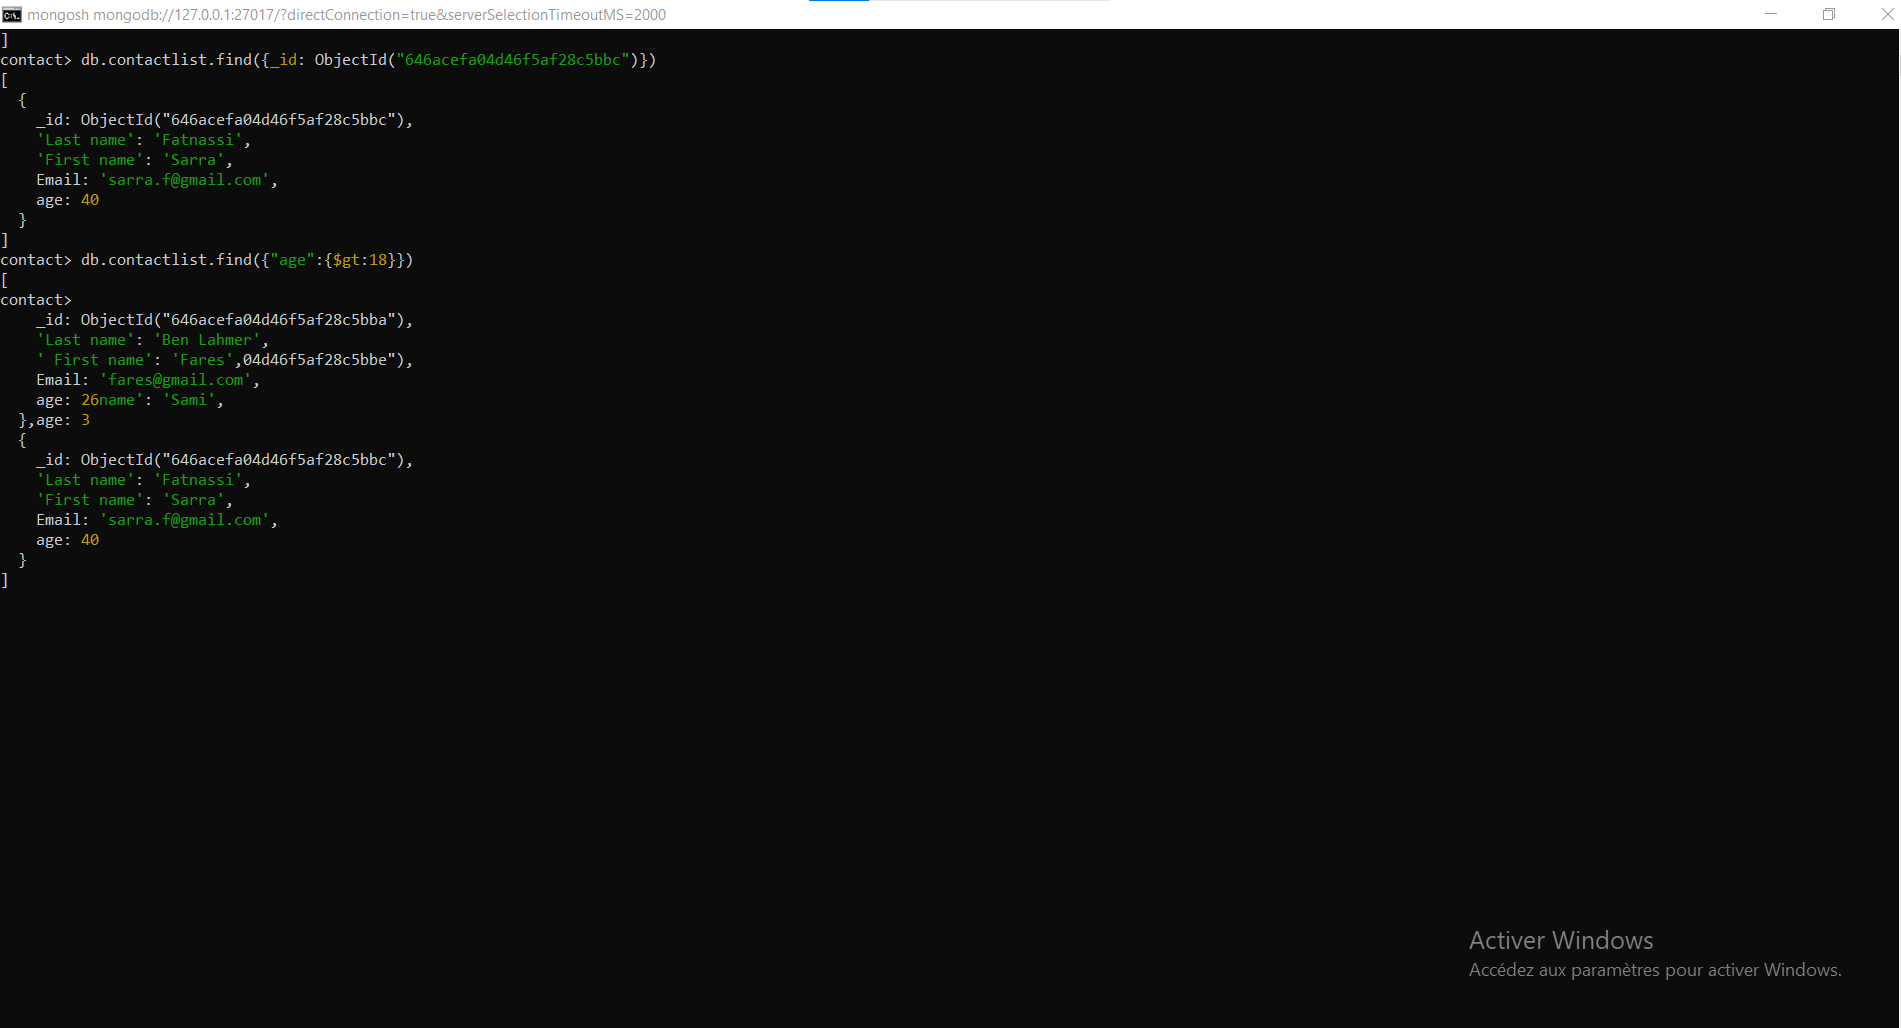 mongosh mongodb://127.0.0.1:27017/?directConnection=true&serverSelectionTimeoutMS=2000
]
contact> db.contactlist.find({_id: ObjectId("646acefa04d46f5af28c5bbc")})
[
  {
    _id: ObjectId("646acefa04d46f5af28c5bbc"),
    'Last name': 'Fatnassi',
    'First name': 'Sarra',
    Email: 'sarra.f@gmail.com',
    age: 40
  }
]
contact> db.contactlist.find({"age":{$gt:18}})
[
contact>
    _id: ObjectId("646acefa04d46f5af28c5bba"),
    'Last name': 'Ben Lahmer',
    ' First name': 'Fares',04d46f5af28c5bbe"),
    Email: 'fares@gmail.com',
    age: 26name': 'Sami',
  },age: 3
  {
    _id: ObjectId("646acefa04d46f5af28c5bbc"),
    'Last name': 'Fatnassi',
    'First name': 'Sarra',
    Email: 'sarra.f@gmail.com',
    age: 40
  }
]
Activer Windows
Accédez aux paramètres pour activer Windows.